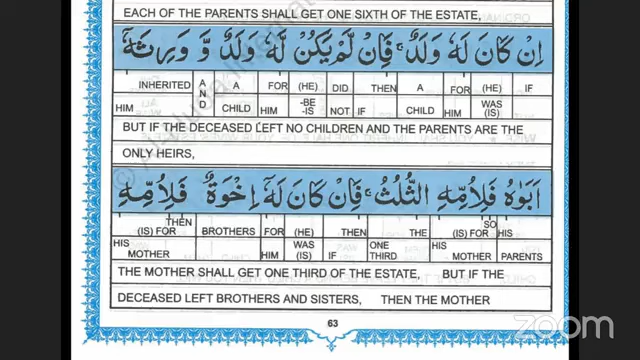 EACH OF THE PARENTS SHALL GET ONE SIXTH OF THE ESTATE,
اِنْ كَانَ لَهٗ وَلَدٌ ۚ فَاِنْ لَّمْ يَكُنْ لَّهٗ وَلَدٌ وَّ وَرِثَهٗۤ
INHERITED AND A FOR (HE) DID THEN A FOR (HE) IF
HIM CHILD HIM -BE -IS NOT IF CHILD HIM WAS (IS)
BUT IF THE DECEASED LEFT NO CHILDREN AND THE PARENTS ARE THE
ONLY HEIRS,
اَبَوٰهُ فَلِاُمِّهِ الثُّلُثُ ۚ فَاِنْ كَانَ لَهٗۤ اِخْوَةٌ فَلِاُمِّهِ
THEN (IS) FOR BROTHERS FOR (HE) THEN THE SO (IS) FOR HIS
HIS MOTHER HIM WAS (IS) IF ONE THIRD HIS MOTHER PARENTS
THE MOTHER SHALL GET ONE THIRD OF THE ESTATE, BUT IF THE
DECEASED LEFT BROTHERS AND SISTERS, THEN THE MOTHER
63
zoom